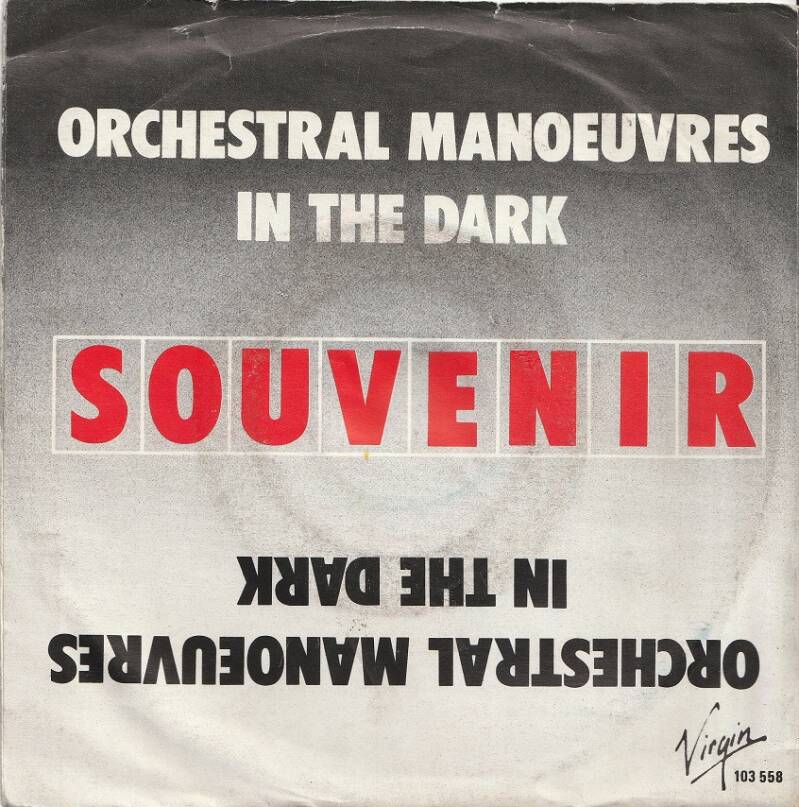 ORCHESTRAL MANOEUVRES
IN THE DARK
SOUVENIR
IN THE DARK
ORCHESTRAL MANOEUVRES
Virgin
103 558